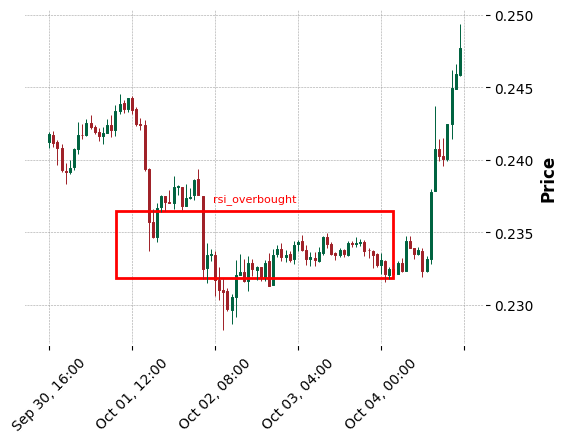 0.250
0.245
0.240
0.235
0.230
Price
rsi_overbought
Sep 30, 16:00
Oct 01, 12:00
Oct 02, 08:00
Oct 03, 04:00
Oct 04, 00:00